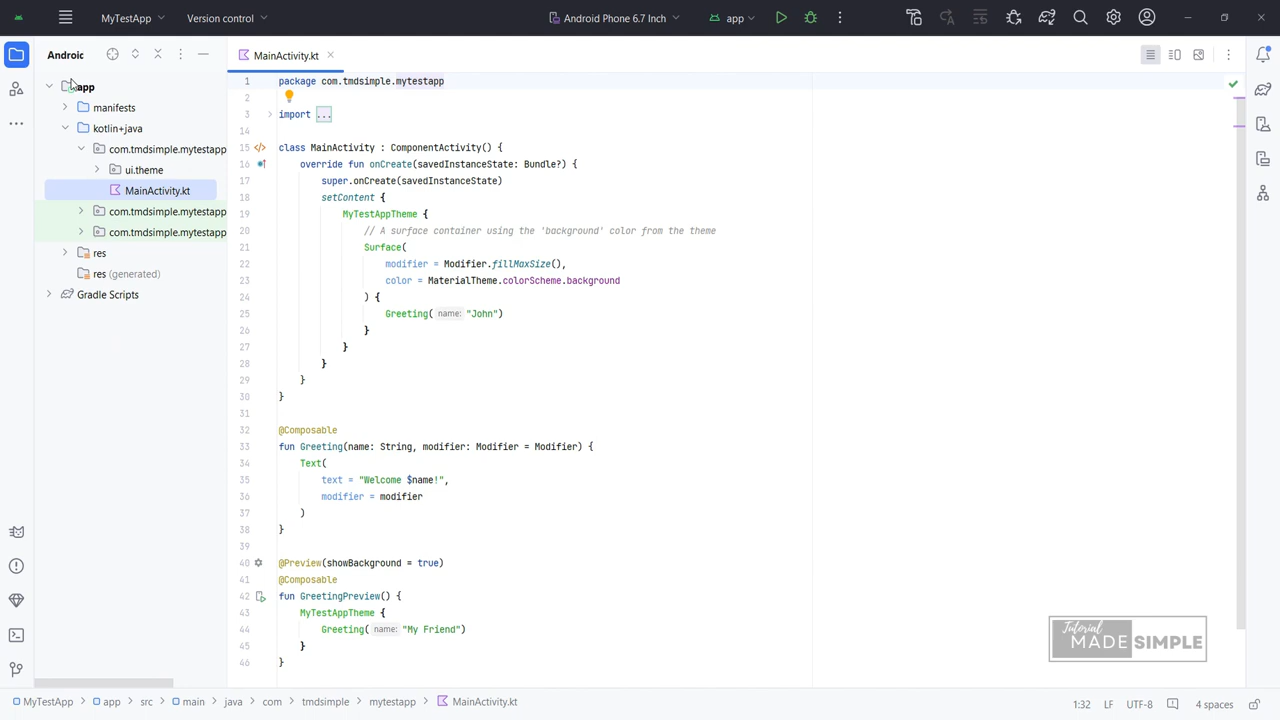 MyTestApp
Version control
Android Phone 6.7 Inch
app
Androic
MainActivity.kt
app
manifests
kotlin+java
com.tmdsimple.mytestapp
ui.theme
MainActivity.kt
com.tmdsimple.mytestapp
com.tmdsimple.mytestapp
res
res (generated)
Gradle Scripts
1 package com.tmdsimple.mytestapp
2
3 import ...
14
15 class MainActivity : ComponentActivity() {
16 override fun onCreate(savedInstanceState: Bundle?) {
17 super.onCreate(savedInstanceState)
18 setContent {
19 MyTestAppTheme {
20 // A surface container using the 'background' color from the theme
21 Surface(
22 modifier = Modifier.fillMaxSize(),
23 color = MaterialTheme.colorScheme.background
24 ) {
25 Greeting( name: "John")
26 }
27 }
28 }
29 }
30 }
31
32 @Composable
33 fun Greeting(name: String, modifier: Modifier = Modifier) {
34 Text(
35 text = "Welcome $name!",
36 modifier = modifier
37 )
38 }
39
40 @Preview(showBackground = true)
41 @Composable
42 fun GreetingPreview() {
43 MyTestAppTheme {
44 Greeting( name: "My Friend")
45 }
46 }
Tutorial
MADE SIMPLE
MyTestApp > app > src > main > java > com > tmdsimple > mytestapp > MainActivity.kt
1:32 LF UTF-8 4 spaces